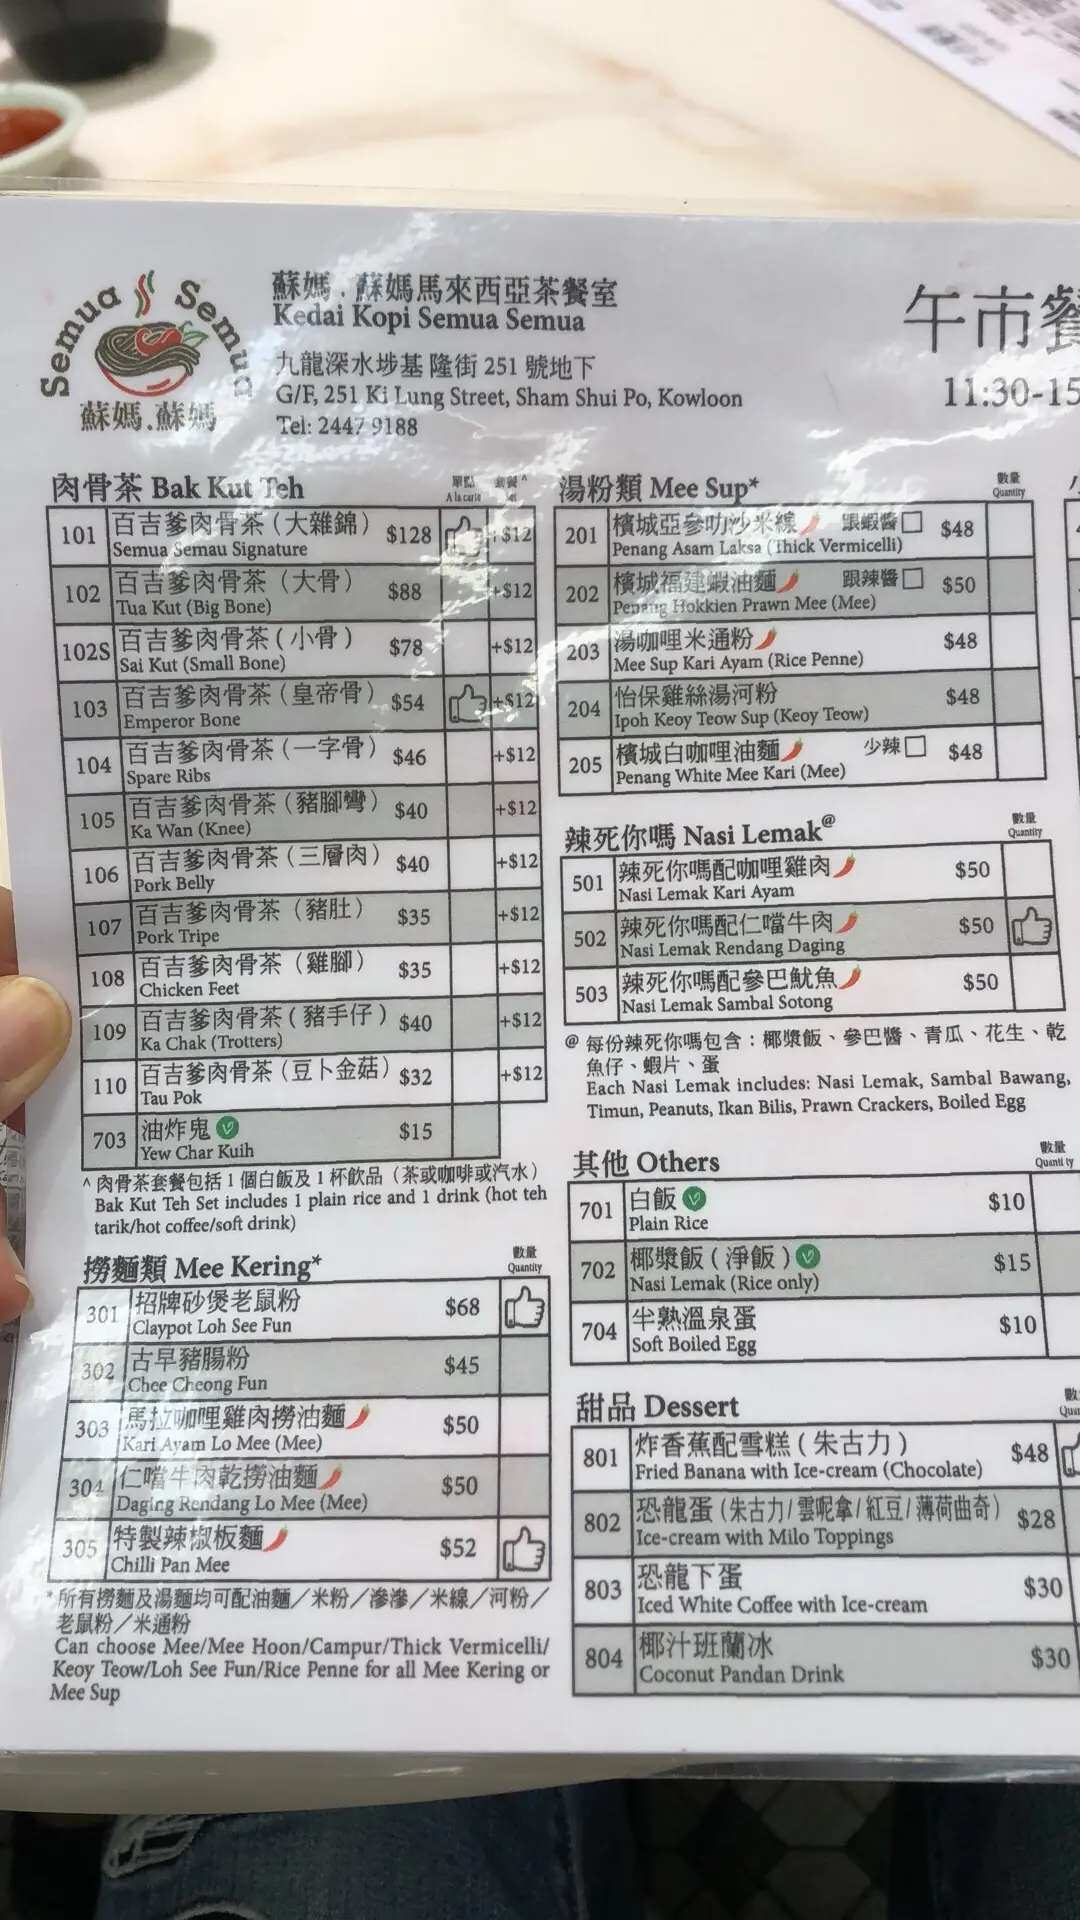 Semua Semua
蘇媽.蘇媽
蘇媽.蘇媽馬來西亞茶餐室
Kedai Kopi Semua Semua
九龍深水埗基隆街 251 號地下
G/F, 251 Ki Lung Street, Sham Shui Po, Kowloon
Tel: 2447 9188
午市餐
11:30-15
肉骨茶 Bak Kut Teh 單點 A la carte 套餐^
101 百吉爹肉骨茶（大雜錦） $128 +$12
Semua Semau Signature
102 百吉爹肉骨茶（大骨） $88 +$12
Tua Kut (Big Bone)
102S 百吉爹肉骨茶（小骨） $78 +$12
Sai Kut (Small Bone)
103 百吉爹肉骨茶（皇帝骨） $54 +$12
Emperor Bone
104 百吉爹肉骨茶（一字骨） $46 +$12
Spare Ribs
105 百吉爹肉骨茶（豬腳彎） $40 +$12
Ka Wan (Knee)
106 百吉爹肉骨茶（三層肉） $40 +$12
Pork Belly
107 百吉爹肉骨茶（豬肚） $35 +$12
Pork Tripe
108 百吉爹肉骨茶（雞腳） $35 +$12
Chicken Feet
109 百吉爹肉骨茶（豬手仔） $40 +$12
Ka Chak (Trotters)
110 百吉爹肉骨茶（豆卜金菇） $32 +$12
Tau Pok
703 油炸鬼 $15
Yew Char Kuih
^ 肉骨茶套餐包括 1 個白飯及 1 杯飲品（茶或咖啡或汽水）
Bak Kut Teh Set includes 1 plain rice and 1 drink (hot teh
tarik/hot coffee/soft drink)
撈麵類 Mee Kering* 數量 Quantity
301 招牌砂煲老鼠粉 $68
Claypot Loh See Fun
302 古早豬腸粉 $45
Chee Cheong Fun
303 馬拉咖哩雞肉撈油麵 $50
Kari Ayam Lo Mee (Mee)
304 仁噹牛肉乾撈油麵 $50
Daging Rendang Lo Mee (Mee)
305 特製辣椒板麵 $52
Chilli Pan Mee
* 所有撈麵及湯麵均可配油麵／米粉／滲滲／米線／河粉／
老鼠粉／米通粉
Can choose Mee/Mee Hoon/Campur/Thick Vermicelli/
Keoy Teow/Loh See Fun/Rice Penne for all Mee Kering or
Mee Sup
湯粉類 Mee Sup* 數量 Quantity
201 檳城亞參叻沙米線 跟蝦醬 $48
Penang Asam Laksa (Thick Vermicelli)
202 檳城福建蝦油麵 跟辣醬 $50
Penang Hokkien Prawn Mee (Mee)
203 湯咖哩米通粉 $48
Mee Sup Kari Ayam (Rice Penne)
204 怡保雞絲湯河粉 $48
Ipoh Keoy Teow Sup (Keoy Teow)
205 檳城白咖哩油麵 少辣 $48
Penang White Mee Kari (Mee)
辣死你嗎 Nasi Lemak@ 數量 Quantity
501 辣死你嗎配咖哩雞肉 $50
Nasi Lemak Kari Ayam
502 辣死你嗎配仁噹牛肉 $50
Nasi Lemak Rendang Daging
503 辣死你嗎配參巴魷魚 $50
Nasi Lemak Sambal Sotong
@ 每份辣死你嗎包含：椰漿飯、參巴醬、青瓜、花生、乾
魚仔、蝦片、蛋
Each Nasi Lemak includes: Nasi Lemak, Sambal Bawang,
Timun, Peanuts, Ikan Bilis, Prawn Crackers, Boiled Egg
其他 Others 數量 Quanti ty
701 白飯 $10
Plain Rice
702 椰漿飯（淨飯） $15
Nasi Lemak (Rice only)
704 半熟溫泉蛋 $10
Soft Boiled Egg
甜品 Dessert
801 炸香蕉配雪糕（朱古力） $48
Fried Banana with Ice-cream (Chocolate)
802 恐龍蛋（朱古力/雲呢拿/紅豆/薄荷曲奇） $28
Ice-cream with Milo Toppings
803 恐龍下蛋 $30
Iced White Coffee with Ice-cream
804 椰汁班蘭冰 $30
Coconut Pandan Drink